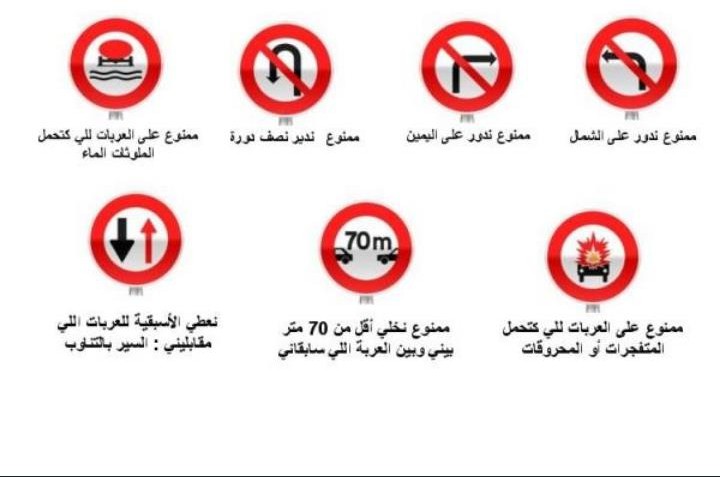 ممنوع ندور على الشمال
ممنوع ندور على اليمين
ممنوع ندير نصف دورة
ممنوع على العربات للي كتحمل
الملوثات الماء
70m
ممنوع على العربات للي كتحمل
المتفجرات أو المحروقات
ممنوع نخلي أقل من 70 متر
بيني وبين العربة اللي سابقاني
نعطي الأسبقية للعربات اللي
مقابليني : السير بالتناوب